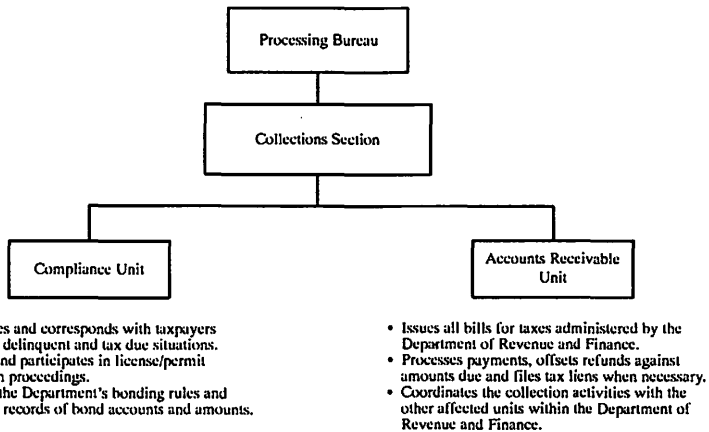 Processing Bureau
Collections Section
Compliance Unit
Accounts Receivable
Unit
and corresponds with taxpayers
delinquent and tax due situations.
and participates in license/permit
proceedings.
the Department's bonding rules and
records of bond accounts and amounts.
• Issues all bills for taxes administered by the
Department of Revenue and Finance.
• Processes payments, offsets refunds against
amounts due and files tax liens when necessary.
• Coordinates the collection activities with the
other affected units within the Department of
Revenue and Finance.